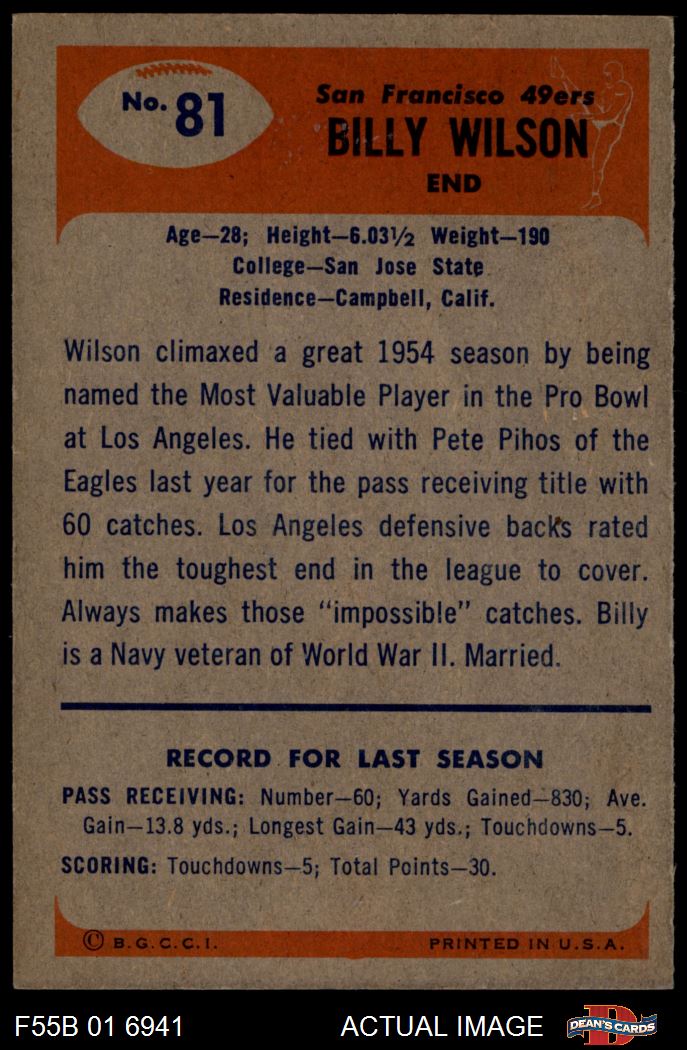 No. 81
San Francisco 49ers
BILLY WILSON
END
Age—28; Height—6.03½ Weight—190
College—San Jose State
Residence—Campbell, Calif.
Wilson climaxed a great 1954 season by being
named the Most Valuable Player in the Pro Bowl
at Los Angeles. He tied with Pete Pihos of the
Eagles last year for the pass receiving title with
60 catches. Los Angeles defensive backs rated
him the toughest end in the league to cover.
Always makes those “impossible” catches. Billy
is a Navy veteran of World War II. Married.
RECORD FOR LAST SEASON
PASS RECEIVING: Number—60; Yards Gained—830; Ave.
Gain—13.8 yds.; Longest Gain—43 yds.; Touchdowns—5.
SCORING: Touchdowns—5; Total Points—30.
© B.G.C.C.I. PRINTED IN U.S.A.
F55B 01 6941 ACTUAL IMAGE D DEAN'S CARDS